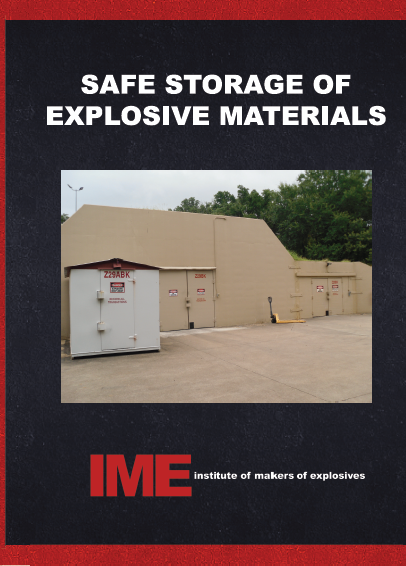 SAFE STORAGE OF
EXPLOSIVE MATERIALS
Z29ABK
IME
institute of makers of explosives